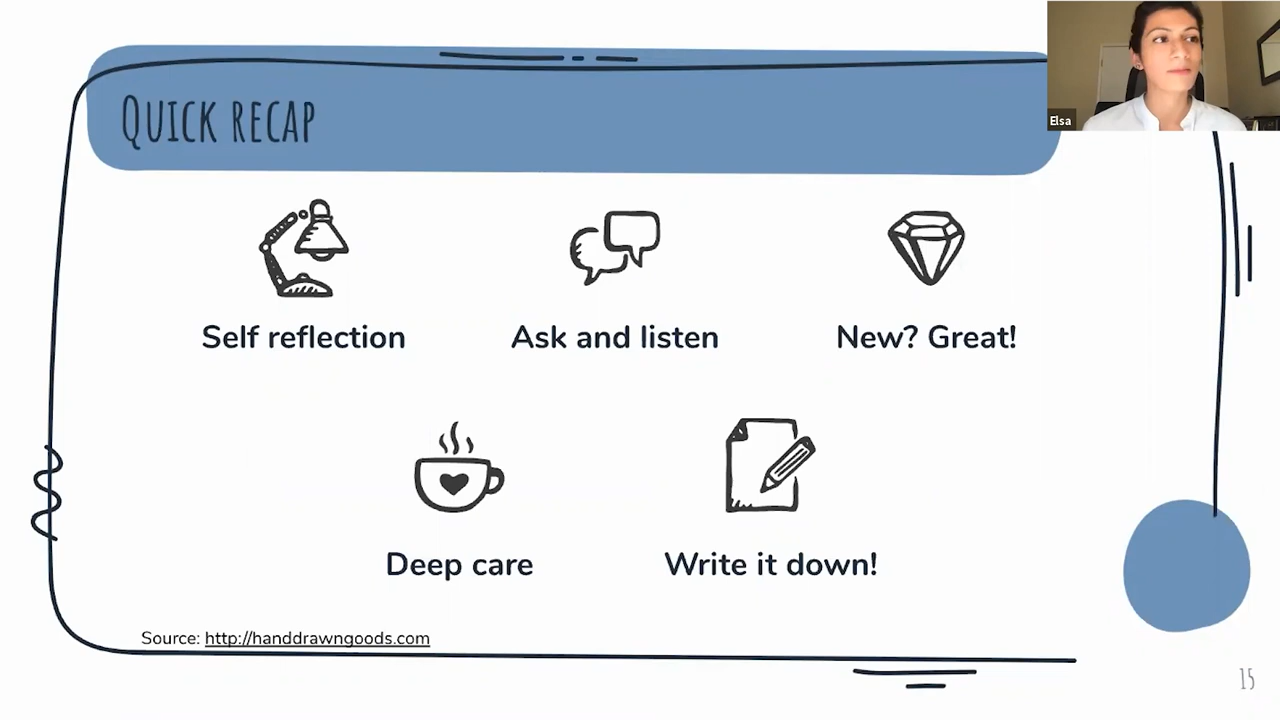 Quick recap
Elsa
Self reflection
Ask and listen
New? Great!
Deep care
Write it down!
Source: http://handdrawngoods.com
15